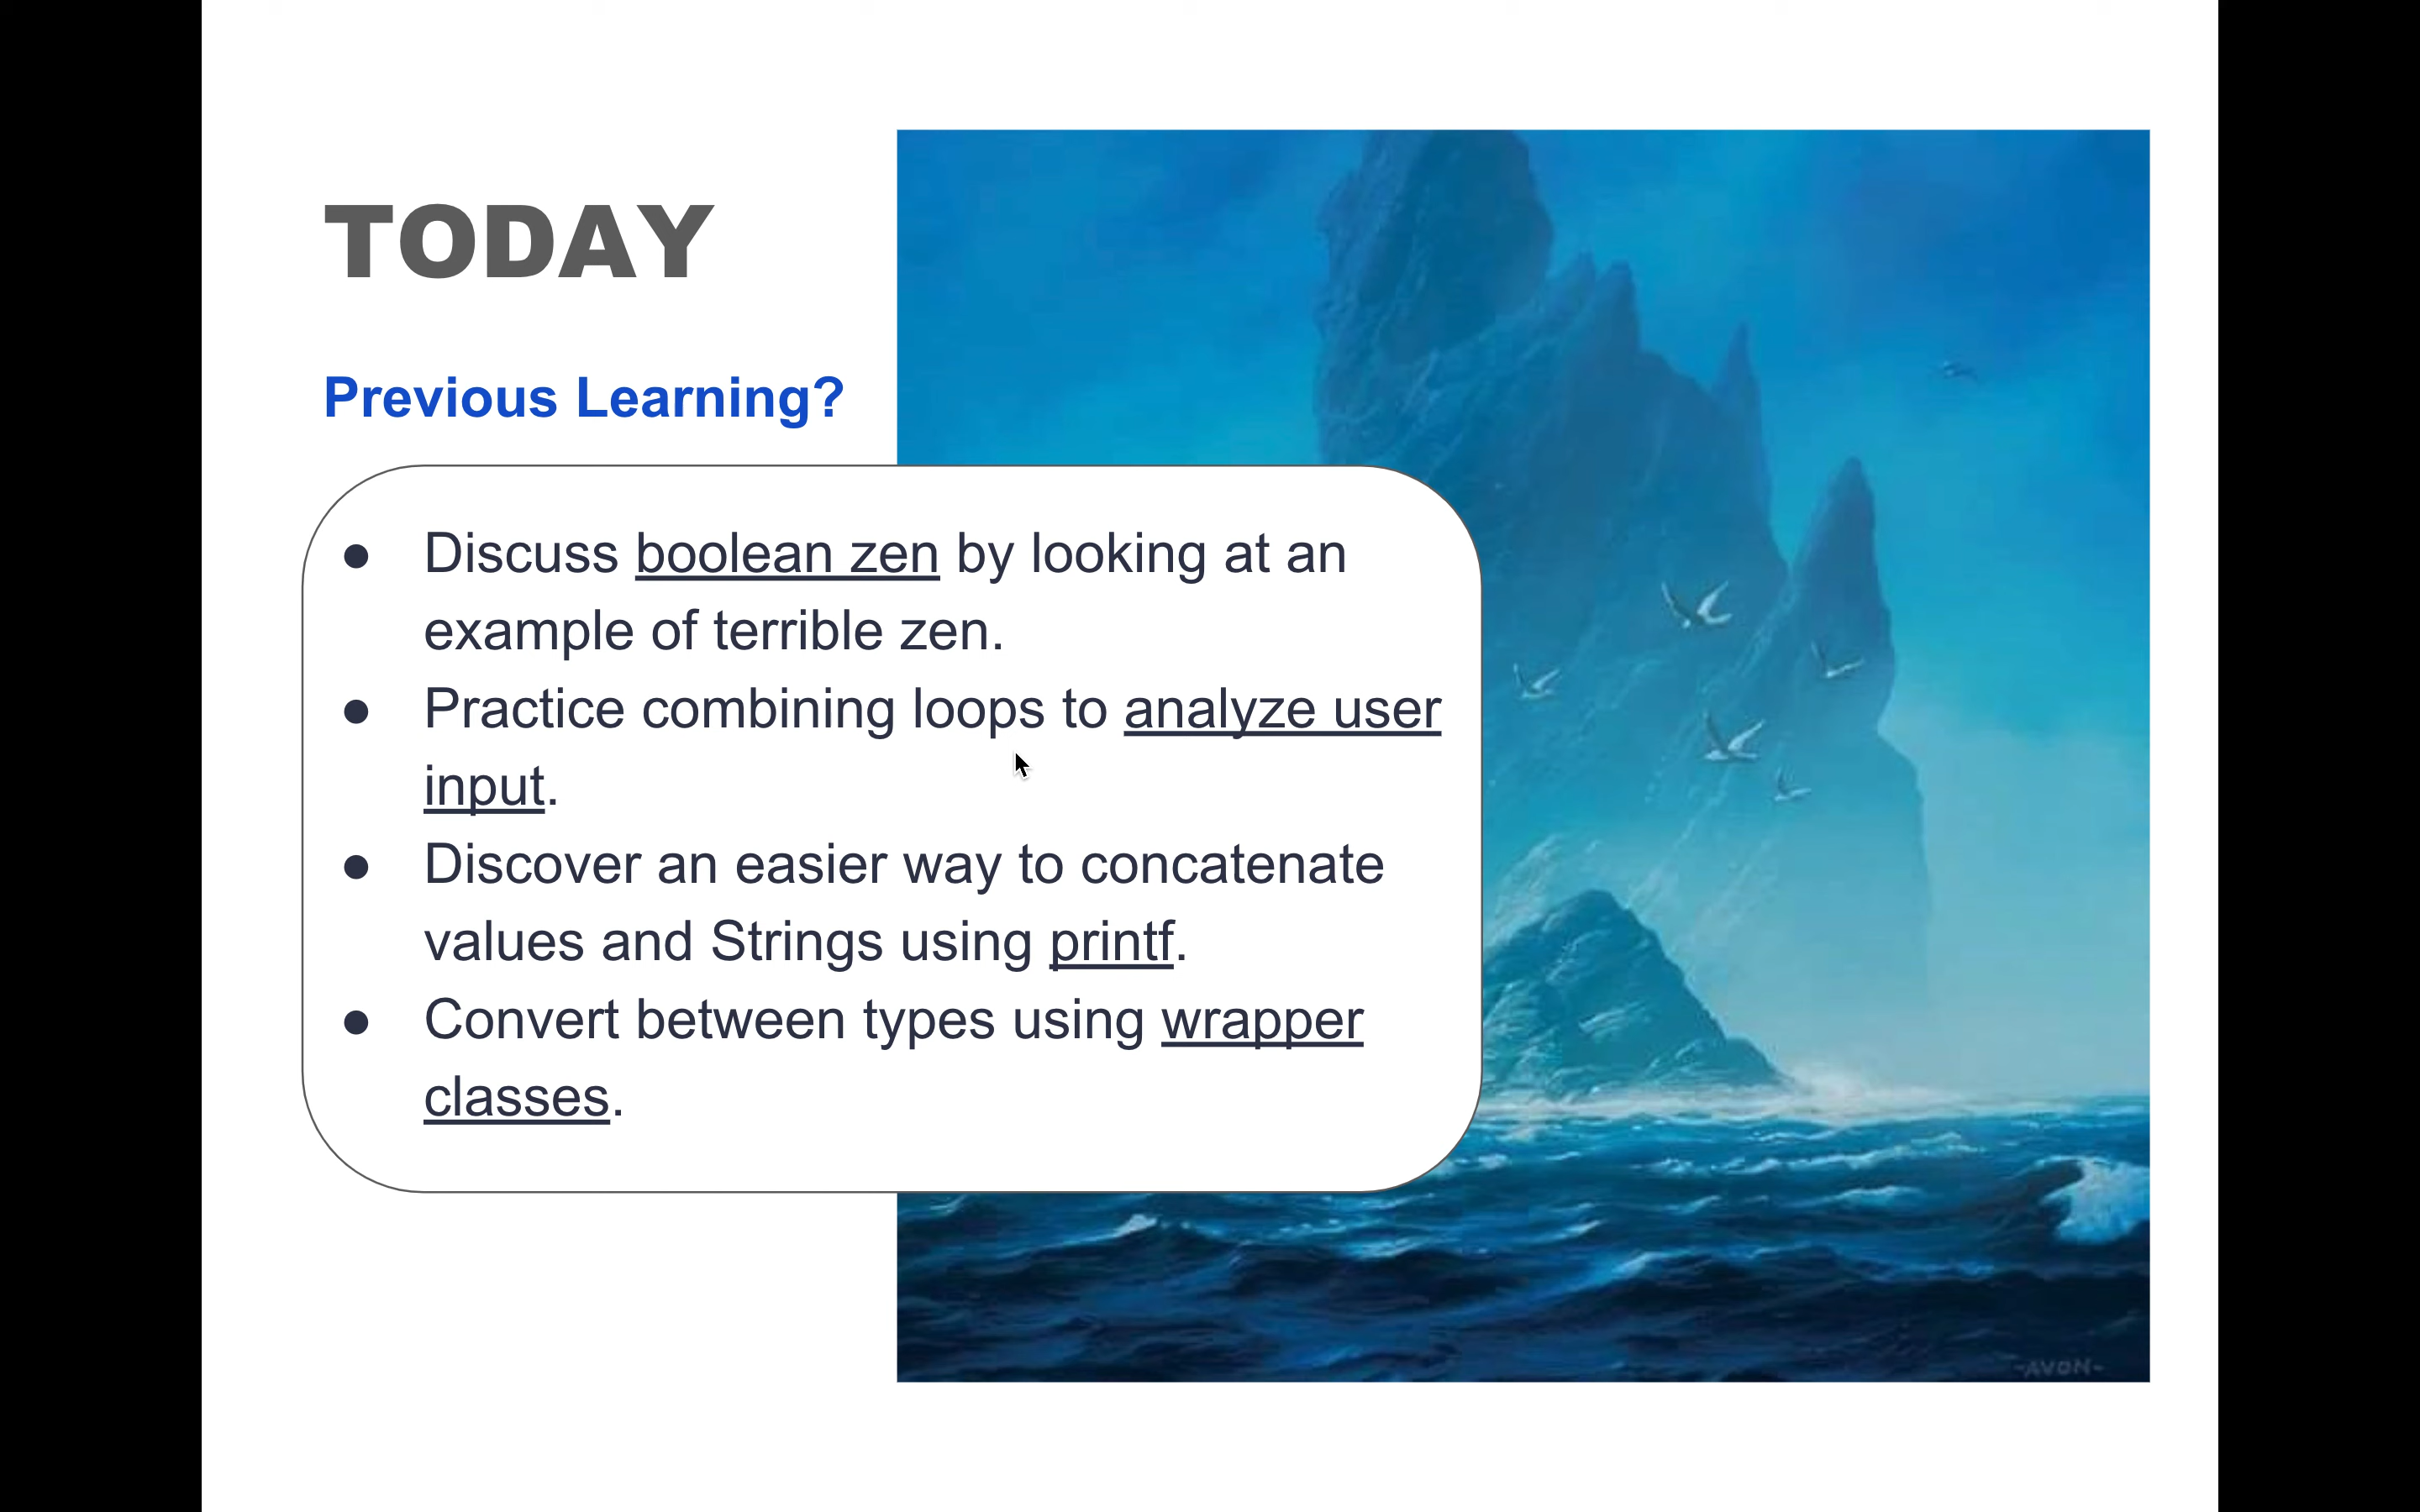 TODAY
Previous Learning?
● Discuss boolean zen by looking at an
example of terrible zen.
● Practice combining loops to analyze user
input.
● Discover an easier way to concatenate
values and Strings using printf.
● Convert between types using wrapper
classes.
-AVON-